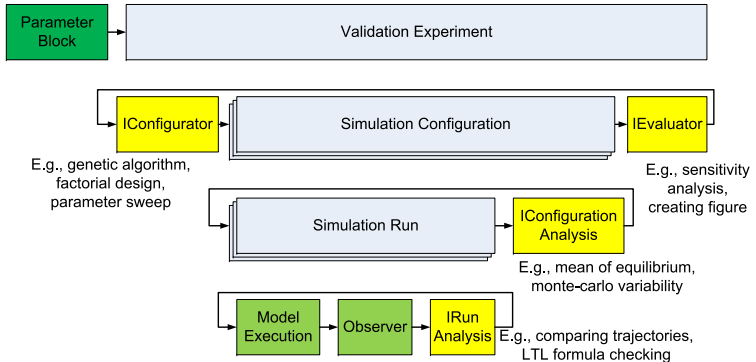 Parameter
Block
Validation Experiment
IConfigurator
Simulation Configuration
IEvaluator
E.g., genetic algorithm,
factorial design,
parameter sweep
E.g., sensitivity
analysis,
creating figure
Simulation Run
IConfiguration
Analysis
E.g., mean of equilibrium,
monte-carlo variability
Model
Execution
Observer
IRun
Analysis
E.g., comparing trajectories,
LTL formula checking